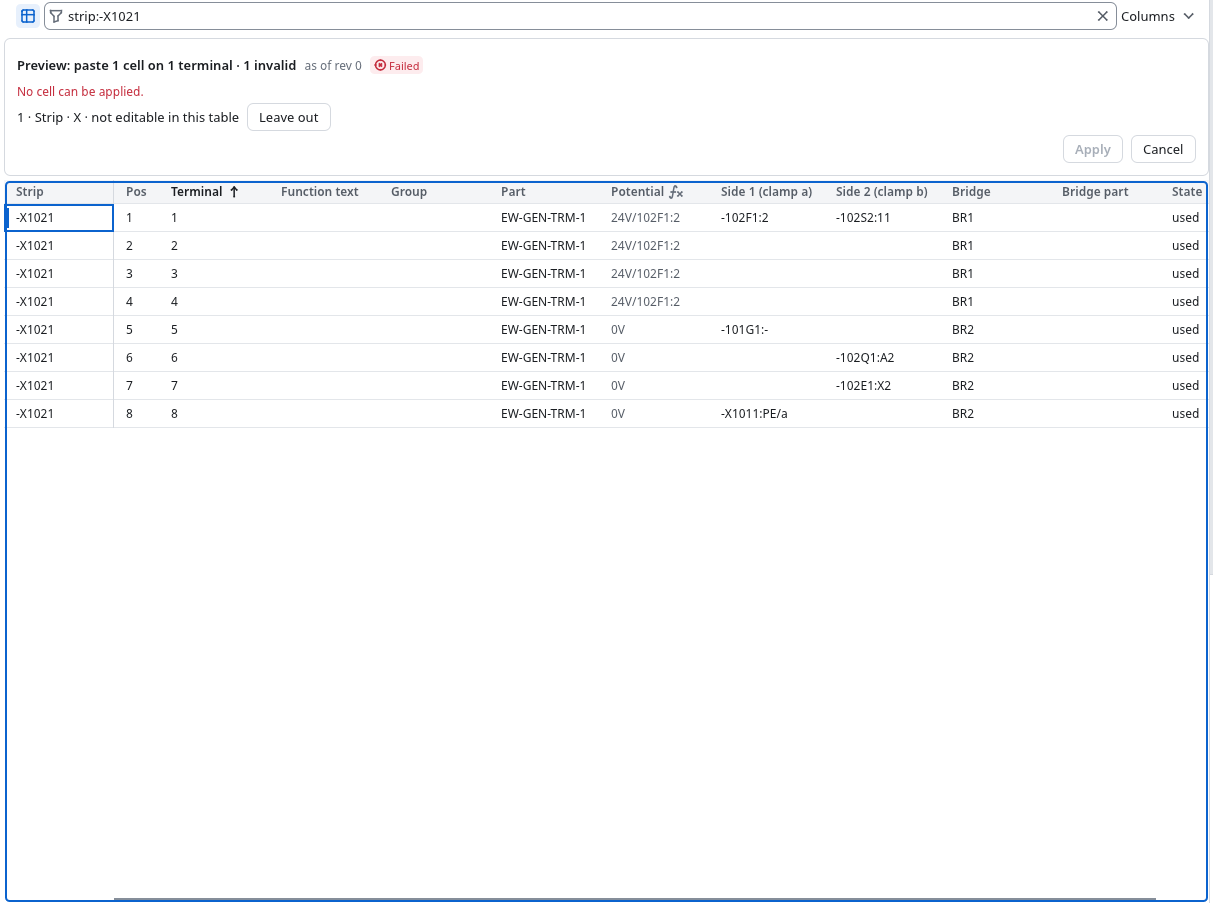 strip:-X1021 Columns
Preview: paste 1 cell on 1 terminal · 1 invalid as of rev 0 Failed
No cell can be applied.
1 · Strip · X · not editable in this table Leave out
Apply Cancel
Strip Pos Terminal ↑ Function text Group Part Potential fx Side 1 (clamp a) Side 2 (clamp b) Bridge Bridge part State
-X1021 1 1 EW-GEN-TRM-1 24V/102F1:2 -102F1:2 -102S2:11 BR1 used
-X1021 2 2 EW-GEN-TRM-1 24V/102F1:2 BR1 used
-X1021 3 3 EW-GEN-TRM-1 24V/102F1:2 BR1 used
-X1021 4 4 EW-GEN-TRM-1 24V/102F1:2 BR1 used
-X1021 5 5 EW-GEN-TRM-1 0V -101G1:- BR2 used
-X1021 6 6 EW-GEN-TRM-1 0V -102Q1:A2 BR2 used
-X1021 7 7 EW-GEN-TRM-1 0V -102E1:X2 BR2 used
-X1021 8 8 EW-GEN-TRM-1 0V -X1011:PE/a BR2 used